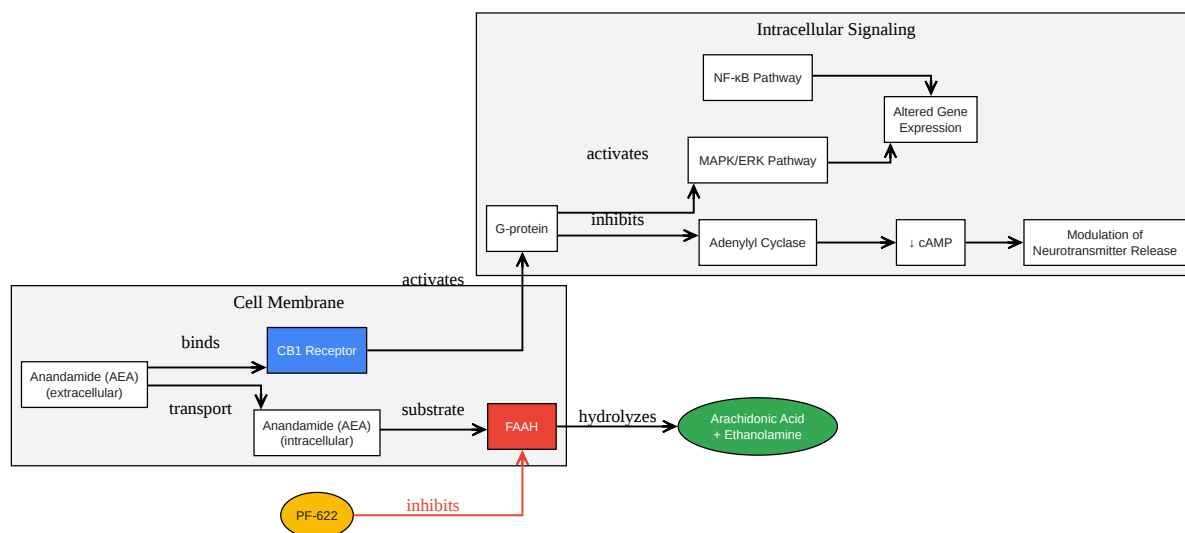 Intracellular Signaling
NF-κB Pathway
Altered Gene
Expression
activates
MAPK/ERK Pathway
G-protein
inhibits
Adenylyl Cyclase
↓ cAMP
Modulation of
Neurotransmitter Release
activates
Cell Membrane
binds
CB1 Receptor
Anandamide (AEA)
(extracellular)
transport
Anandamide (AEA)
(intracellular)
substrate
FAAH
hydrolyzes
Arachidonic Acid
+ Ethanolamine
PF-622
inhibits